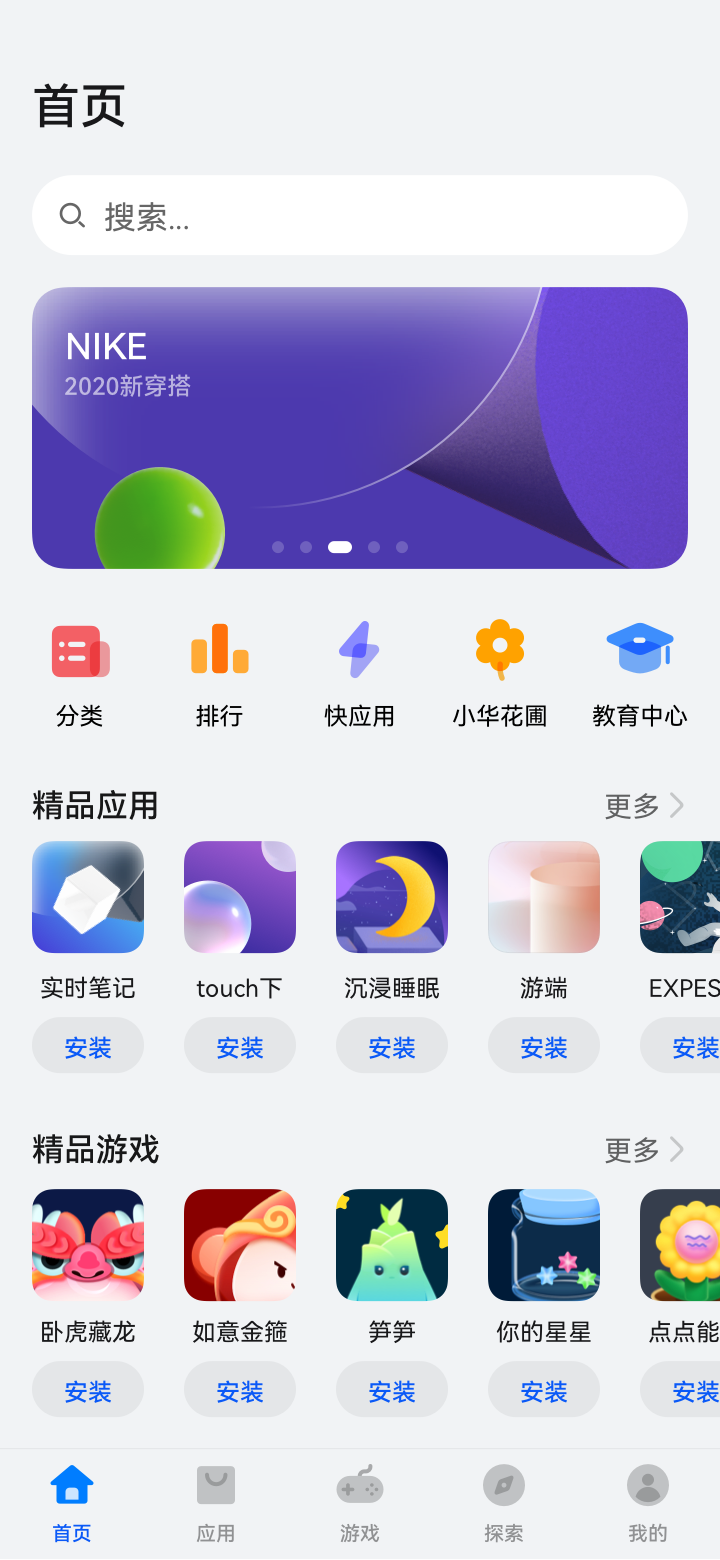 首页
搜索...
NIKE
2020新穿搭
分类 排行 快应用 小华花圃 教育中心
精品应用 更多
实时笔记 touch下 沉浸睡眠 游端 EXPES
安装 安装 安装 安装 安装
精品游戏 更多
卧虎藏龙 如意金箍 笋笋 你的星星 点点能
安装 安装 安装 安装 安装
首页 应用 游戏 探索 我的